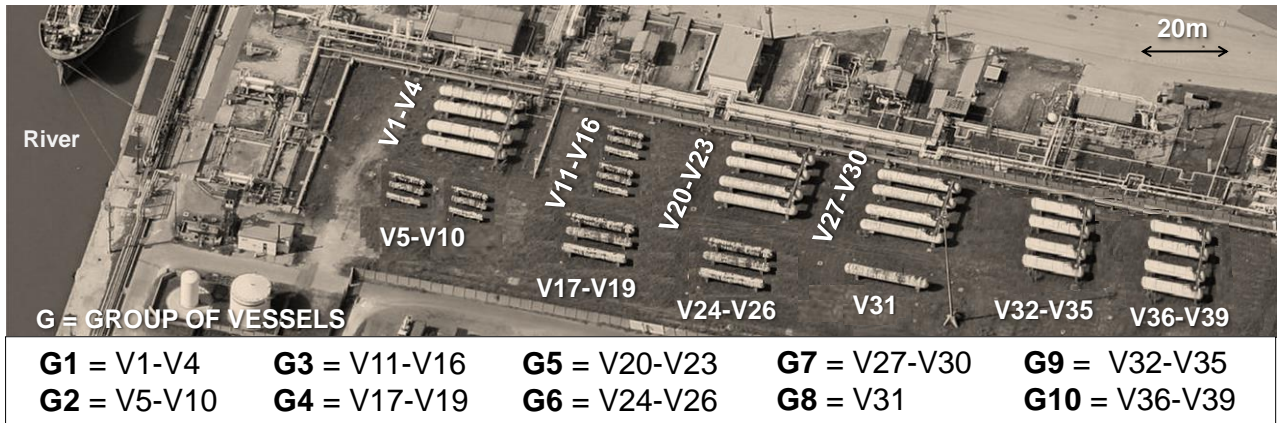 20m
V1-V4
River
V11-V16
V20-V23
V27-V30
V5-V10
V17-V19
V24-V26
V31
V32-V35
V36-V39
G = GROUP OF VESSELS
G1 = V1-V4 G3 = V11-V16 G5 = V20-V23 G7 = V27-V30 G9 = V32-V35
G2 = V5-V10 G4 = V17-V19 G6 = V24-V26 G8 = V31 G10 = V36-V39